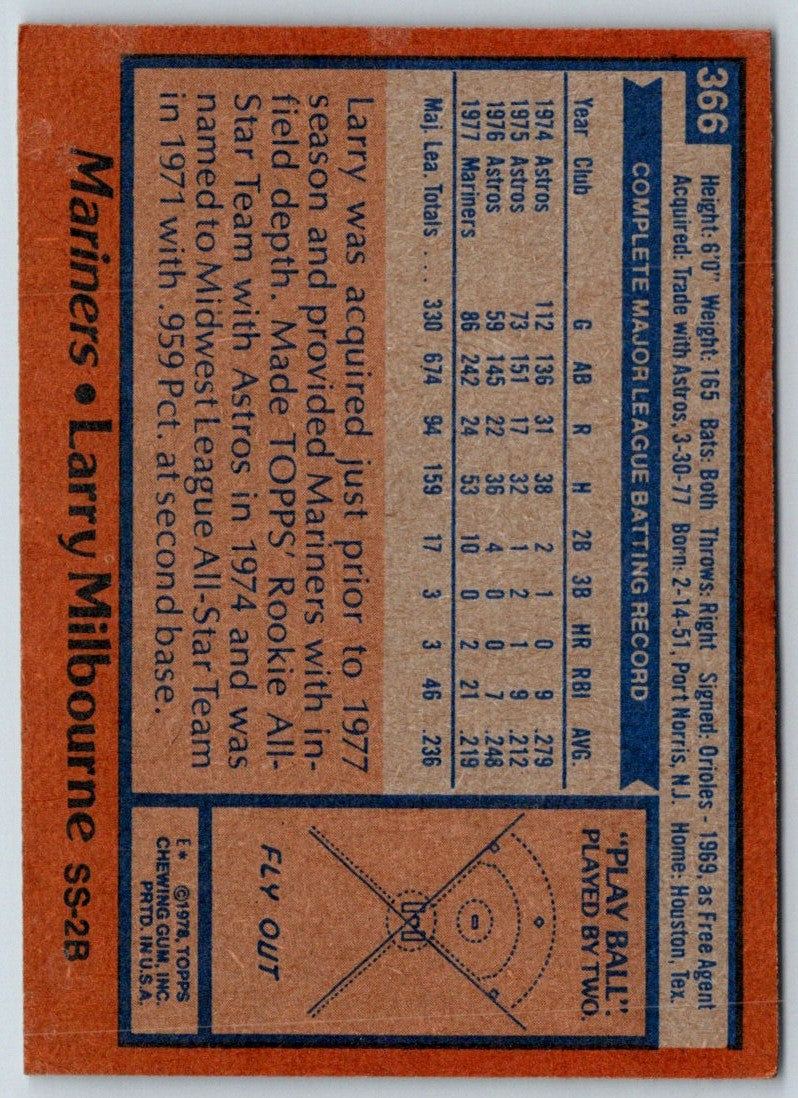 366
Height: 6'0" Weight: 165 Bats: Both Throws: Right Signed: Orioles - 1969, as Free Agent
Acquired: Trade with Astros, 3-30-77 Born: 2-14-51, Port Norris, N.J. Home: Houston, Tex.
COMPLETE MAJOR LEAGUE BATTING RECORD
Year Club G AB R H 2B 3B HR RBI AVG.
1974 Astros 112 136 31 38 2 1 0 9 .279
1975 Astros 73 151 17 32 1 2 1 9 .212
1976 Astros 59 145 22 36 4 0 0 7 .248
1977 Mariners 86 242 24 53 10 0 2 21 .219
Maj. Lea. Totals .... 330 674 94 159 17 3 3 46 .236
Larry was acquired just prior to 1977
season and provided Mariners with in-
field depth. Made TOPPS' Rookie All-
Star Team with Astros in 1974 and was
named to Midwest League All-Star Team
in 1971 with .959 Pct. at second base.
"PLAY BALL":
PLAYED BY TWO.
FLY OUT
E* ©1978, TOPPS
CHEWING GUM, INC.
PRTD. IN U.S.A.
Mariners • Larry Milbourne SS-2B